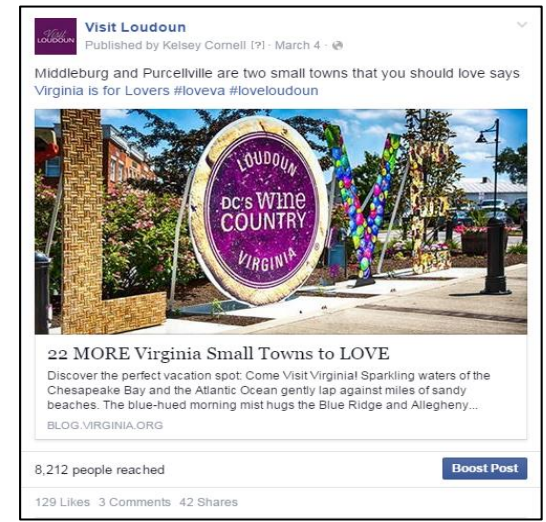 Visit
LOUDOUN
Visit Loudoun
Published by Kelsey Cornell [?] · March 4 ·
Middleburg and Purcellville are two small towns that you should love says
Virginia is for Lovers #loveva #loveloudoun
L
LOUDOUN
DC'S WINE
COUNTRY
VIRGINIA
V
E
22 MORE Virginia Small Towns to LOVE
Discover the perfect vacation spot: Come Visit Virginia! Sparkling waters of the
Chesapeake Bay and the Atlantic Ocean gently lap against miles of sandy
beaches. The blue-hued morning mist hugs the Blue Ridge and Allegheny...
BLOG.VIRGINIA.ORG
8,212 people reached
Boost Post
129 Likes 3 Comments 42 Shares